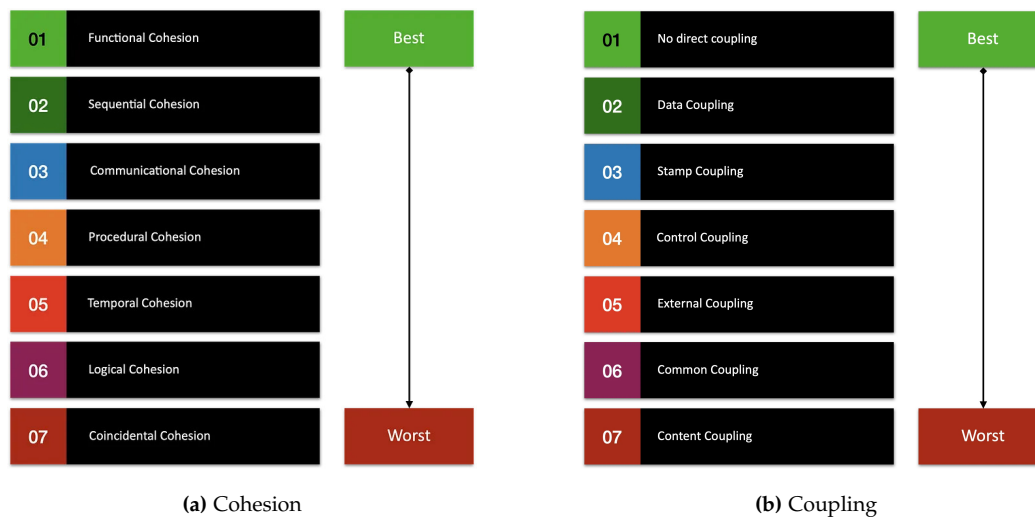 01 Functional Cohesion
02 Sequential Cohesion
03 Communicational Cohesion
04 Procedural Cohesion
05 Temporal Cohesion
06 Logical Cohesion
07 Coincidental Cohesion
Best
Worst
(a) Cohesion
01 No direct coupling
02 Data Coupling
03 Stamp Coupling
04 Control Coupling
05 External Coupling
06 Common Coupling
07 Content Coupling
Best
Worst
(b) Coupling